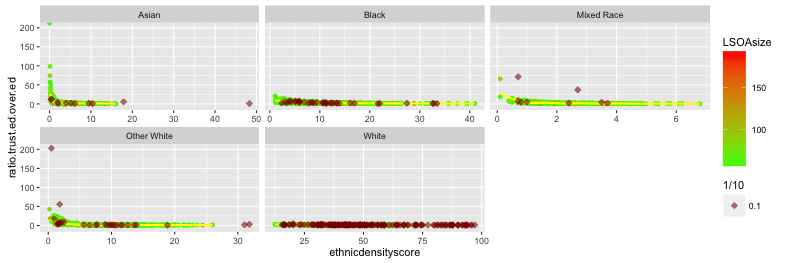 Asian Black Mixed Race
200
150
100
50
0
0 10 20 30 40 50 0 10 20 30 40 0 2 4 6
Other White White
200
150
100
50
0
0 10 20 30 25 50 75 100
ethnicdensityscore
ratio.trust.ed.over.ed
LSOAsize
150
100
1/10
0.1